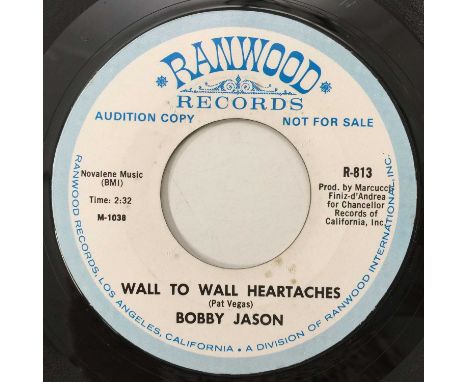 RANWOOD
RECORDS
AUDITION COPY NOT FOR SALE
Novalene Music
(BMI)
Time: 2:32
M-1038
R-813
Prod. by Marcucci
Finiz-d'Andrea
for Chancellor
Records of
California, Inc.
WALL TO WALL HEARTACHES
(Pat Vegas)
BOBBY JASON
RANWOOD RECORDS, LOS ANGELES, CALIFORNIA • A DIVISION OF RANWOOD INTERNATIONAL, INC.